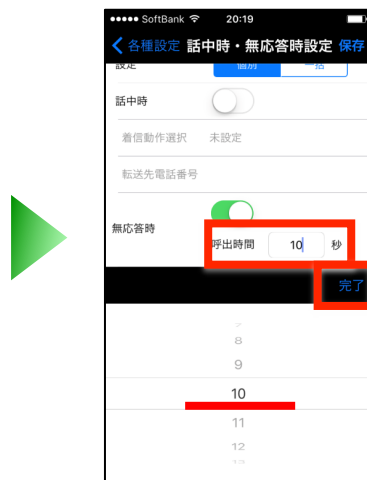 SoftBank 20:19
各種設定 話中時・無応答時設定 保存
設定 個別 一括
話中時
着信動作選択 未設定
転送先電話番号
無応答時
呼出時間 10 秒
完了
7
8
9
10
11
12
13